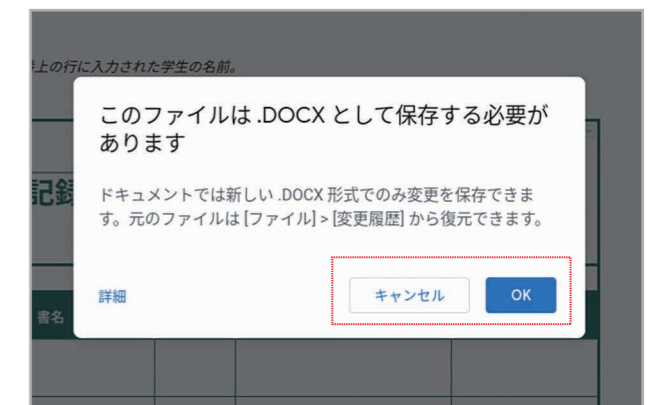 上の行に入力された学生の名前。
このファイルは .DOCX として保存する必要が
あります
記録
ドキュメントでは新しい .DOCX 形式でのみ変更を保存できま
す。元のファイルは [ファイル] > [変更履歴] から復元できます。
詳細
キャンセル
OK
書名